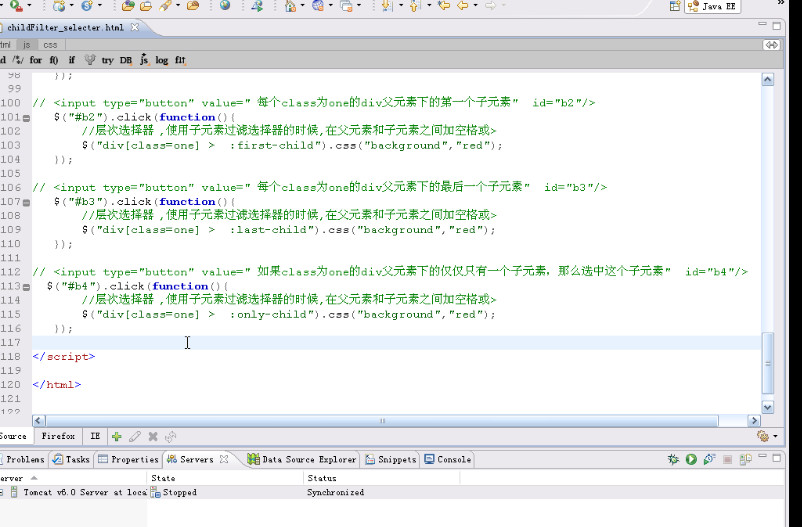 Java EE
childFilter_selecter.html
tml js css
d /*/ for f() if try DB js log fit
98 });
99
100 // <input type="button" value=" 每个class为one的div父元素下的第一个子元素" id="b2"/>
101 $("#b2").click(function(){
102 //层次选择器 ,使用子元素过滤选择器的时候,在父元素和子元素之间加空格或>
103 $("div[class=one] > :first-child").css("background","red");
104 });
105
106 // <input type="button" value=" 每个class为one的div父元素下的最后一个子元素" id="b3"/>
107 $("#b3").click(function(){
108 //层次选择器 ,使用子元素过滤选择器的时候,在父元素和子元素之间加空格或>
109 $("div[class=one] > :last-child").css("background","red");
110 });
111
112 // <input type="button" value=" 如果class为one的div父元素下的仅仅只有一个子元素，那么选中这个子元素" id="b4"/>
113 $("#b4").click(function(){
114 //层次选择器 ,使用子元素过滤选择器的时候,在父元素和子元素之间加空格或>
115 $("div[class=one] > :only-child").css("background","red");
116 });
117
118 </script>
119
120 </html>
121
122
Source Firefox IE
Problems Tasks Properties Servers Data Source Explorer Snippets Console
erver State Status
Tomcat v6.0 Server at loca Stopped Synchronized